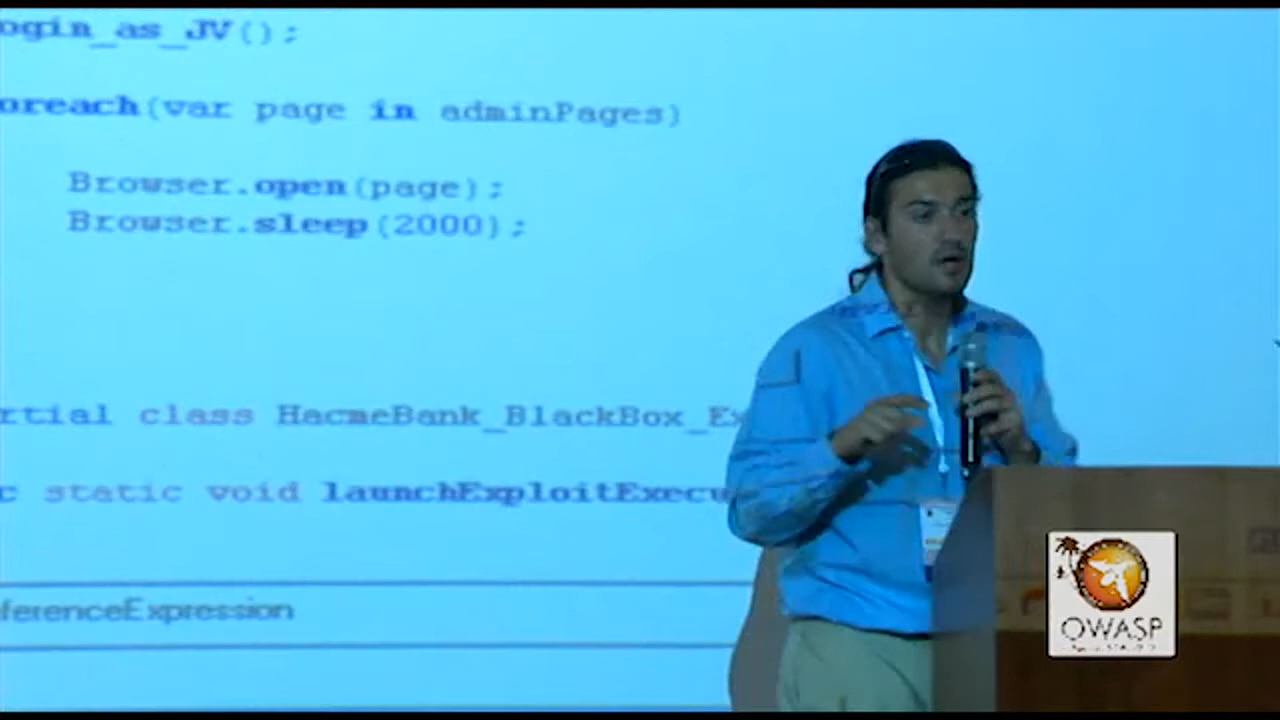 ogin_as_JV();
oreach(var page in adminPages)
Browser.open(page);
Browser.sleep(2000);
rtial class HacmeBank_BlackBox_Ex
c static void launchExploitExecu
ferenceExpression
OWASP